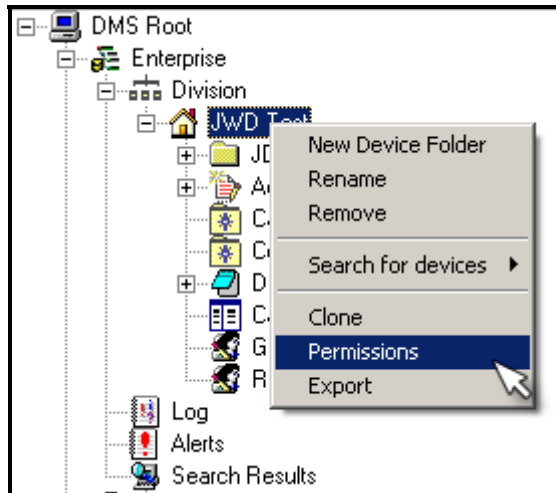 DMS Root
Enterprise
Division
JWD Test
New Device Folder
Rename
Remove
Search for devices
Clone
Permissions
Export
Log
Alerts
Search Results